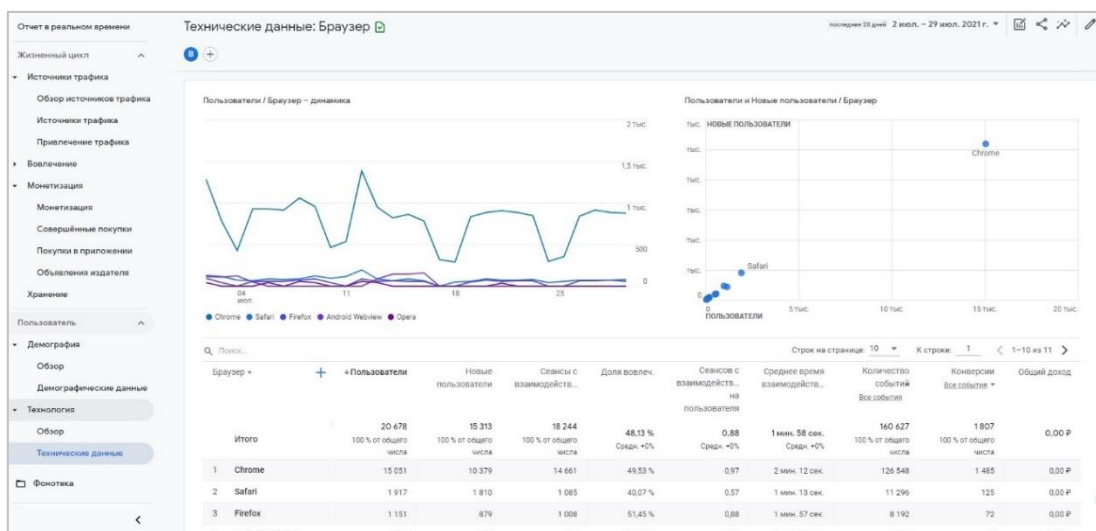 Отчет в реальном времени
Жизненный цикл
Источники трафика
Обзор источников трафика
Источники трафика
Привлечение трафика
Вовлечение
Монетизация
Монетизация
Совершённые покупки
Покупки в приложении
Объявления издателя
Хранение
Пользователь
Демография
Обзор
Демографические данные
Технология
Обзор
Технические данные
Фонотека
Технические данные: Браузер
последние 28 дней 2 июл. – 29 июл. 2021 г.
В
Пользователи / Браузер – динамика
2 тыс.
1,5 тыс.
1 тыс.
500
0
04 11 18 25
июл.
Chrome Safari Firefox Android Webview Opera
Пользователи и Новые пользователи / Браузер
тыс. НОВЫЕ ПОЛЬЗОВАТЕЛИ
тыс.
Chrome
тыс.
тыс.
тыс.
Safari
тыс.
0
0 5 тыс. 10 тыс. 15 тыс. 20 тыс.
ПОЛЬЗОВАТЕЛИ
Поиск...
Строк на странице: 10 К строке: 1 1–10 из 11
Браузер + ↓Пользователи Новые пользователи Сеансы с взаимодейств... Доля вовлеч. Сеансов с взаимодейств... на пользователя Среднее время взаимодейств... Количество событий Все события Конверсии Все события Общий доход
Итого 20 678 15 313 18 244 48,13 % 0,88 1 мин. 58 сек. 160 627 1 807 0,00 ₽
100 % от общего числа 100 % от общего числа 100 % от общего числа Средн. +0% Средн. +0% Средн. +0% 100 % от общего числа 100 % от общего числа
1 Chrome 15 051 10 379 14 661 49,53 % 0,97 2 мин. 12 сек. 126 548 1 485 0,00 ₽
2 Safari 1 917 1 810 1 085 40,07 % 0,57 1 мин. 13 сек. 11 296 125 0,00 ₽
3 Firefox 1 151 879 1 008 51,45 % 0,88 1 мин. 57 сек. 8 192 72 0,00 ₽